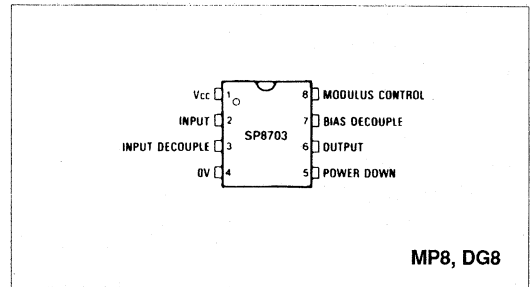 Vcc 1 8 MODULUS CONTROL
INPUT 2 7 BIAS DECOUPLE
SP8703
INPUT DECOUPLE 3 6 OUTPUT
0V 4 5 POWER DOWN
MP8, DG8